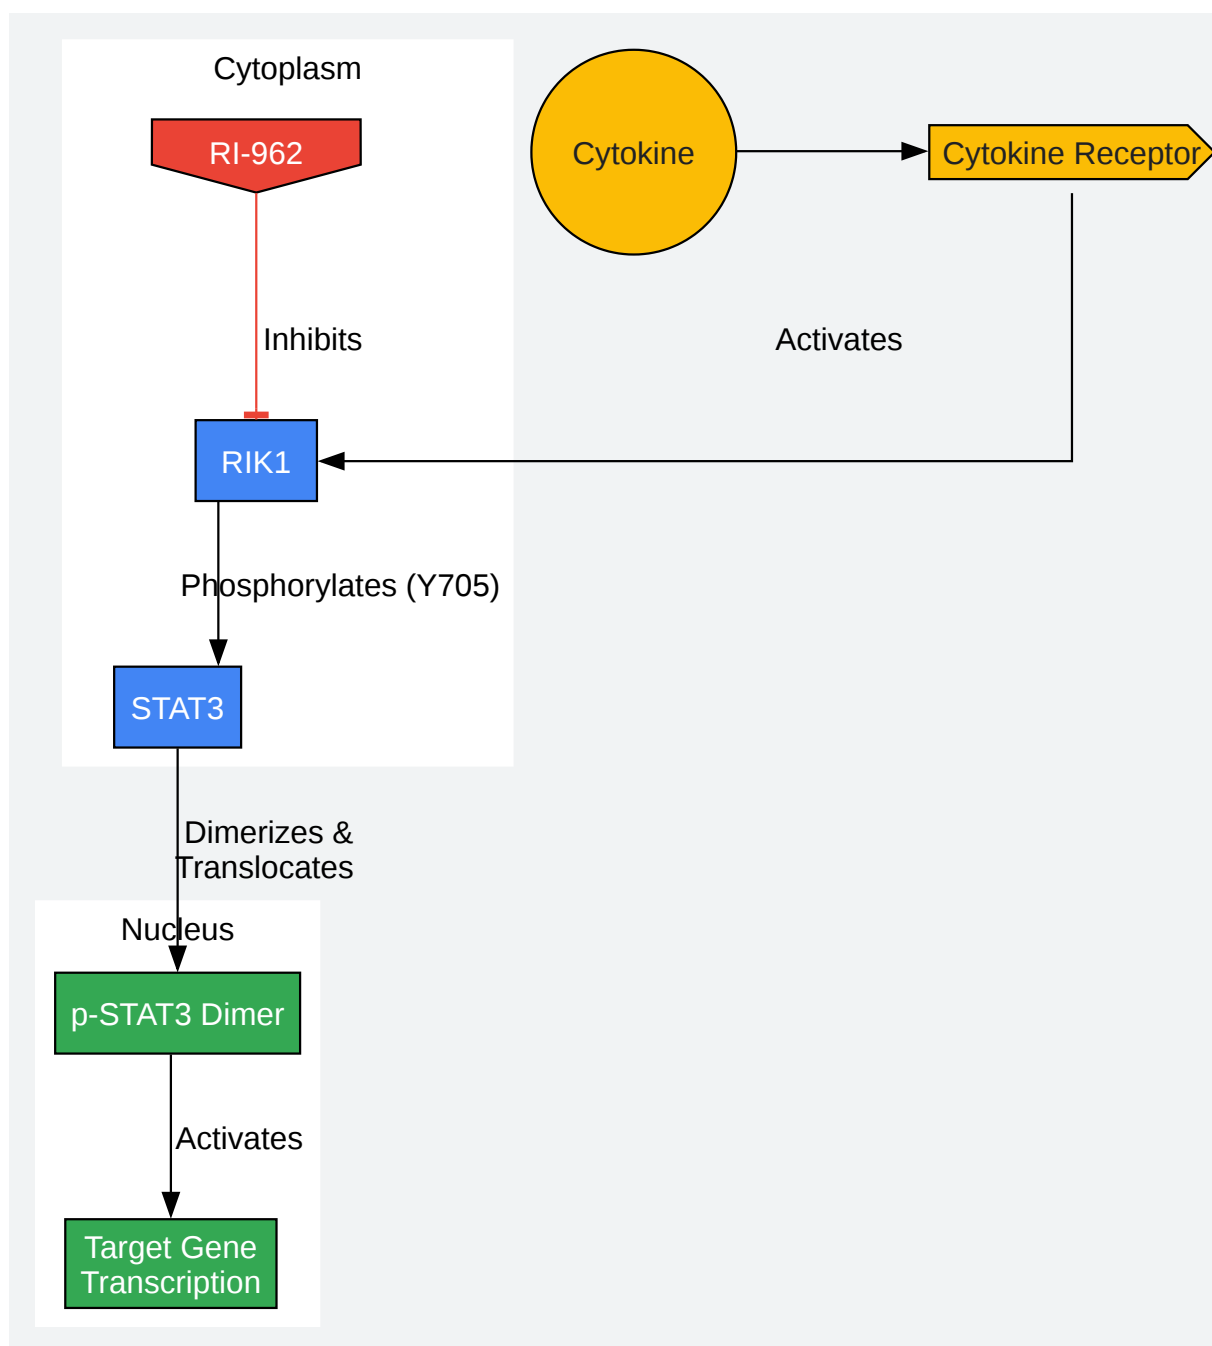 Cytoplasm
RI-962
Cytokine
Cytokine Receptor
Inhibits
Activates
RIK1
Phosphorylates (Y705)
STAT3
Dimerizes &
Translocates
Nucleus
p-STAT3 Dimer
Activates
Target Gene
Transcription